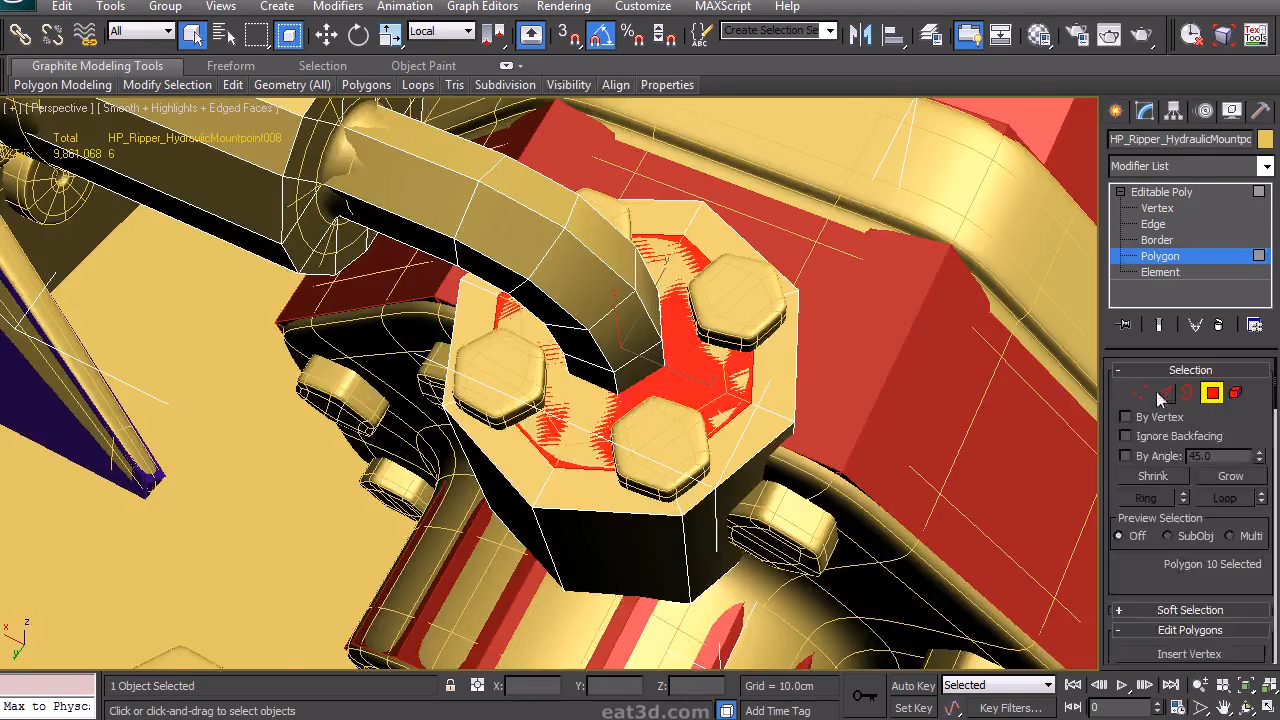 Edit Tools Group Views Create Modifiers Animation Graph Editors Rendering Customize MAXScript Help
All Local Create Selection Se
Graphite Modeling Tools Freeform Selection Object Paint
Polygon Modeling Modify Selection Edit Geometry (All) Polygons Loops Tris Subdivision Visibility Align Properties
[ + ] [ Perspective ] [ Smooth + Highlights + Edged Faces ]
Total HP_Ripper_HydraulicMountpoint008
9,861,068 6
HP_Ripper_HydraulicMountpc
Modifier List
Editable Poly
Vertex
Edge
Border
Polygon
Element
Selection
By Vertex
Ignore Backfacing
By Angle: 45.0
Shrink Grow
Ring Loop
Preview Selection
Off SubObj Multi
Polygon 10 Selected
Soft Selection
Edit Polygons
Insert Vertex
1 Object Selected X: Y: Z: Grid = 10.0cm Auto Key Selected
Max to Physc Click or click-and-drag to select objects Add Time Tag Set Key Key Filters... 0
eat3d.com
x z y